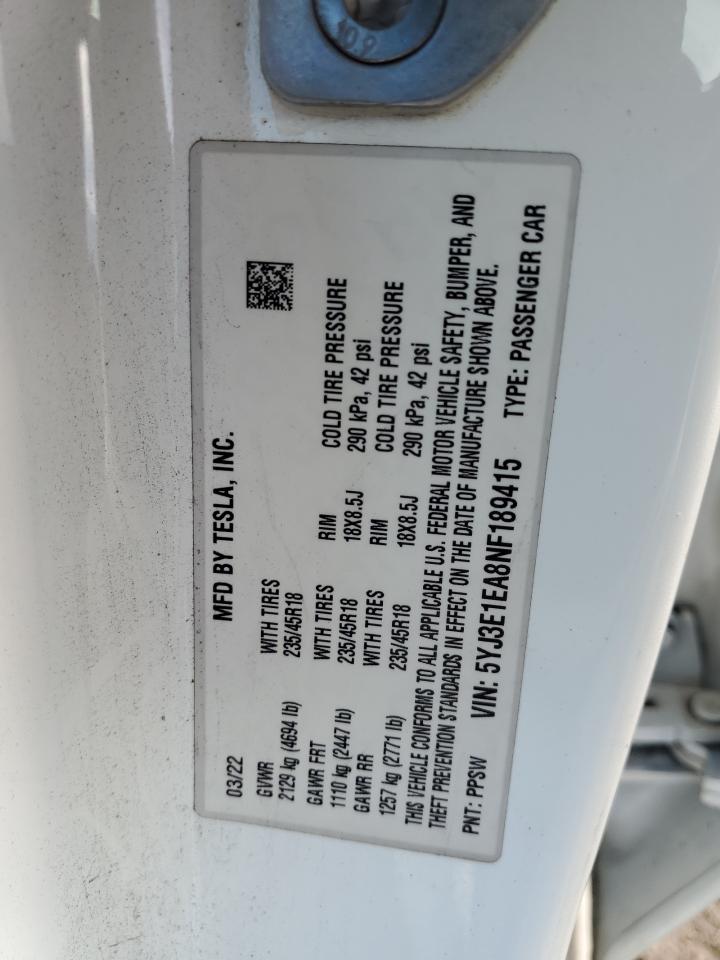 10.9
MFD BY TESLA, INC.
03/22
GVWR WITH TIRES
2129 kg (4694 lb) 235/45R18
GAWR FRT WITH TIRES RIM COLD TIRE PRESSURE
1110 kg (2447 lb) 235/45R18 18X8.5J 290 kPa, 42 psi
GAWR RR WITH TIRES RIM COLD TIRE PRESSURE
1257 kg (2771 lb) 235/45R18 18X8.5J 290 kPa, 42 psi
THIS VEHICLE CONFORMS TO ALL APPLICABLE U.S. FEDERAL MOTOR VEHICLE SAFETY, BUMPER, AND
THEFT PREVENTION STANDARDS IN EFFECT ON THE DATE OF MANUFACTURE SHOWN ABOVE.
PNT: PPSW VIN: 5YJ3E1EA8NF189415 TYPE: PASSENGER CAR